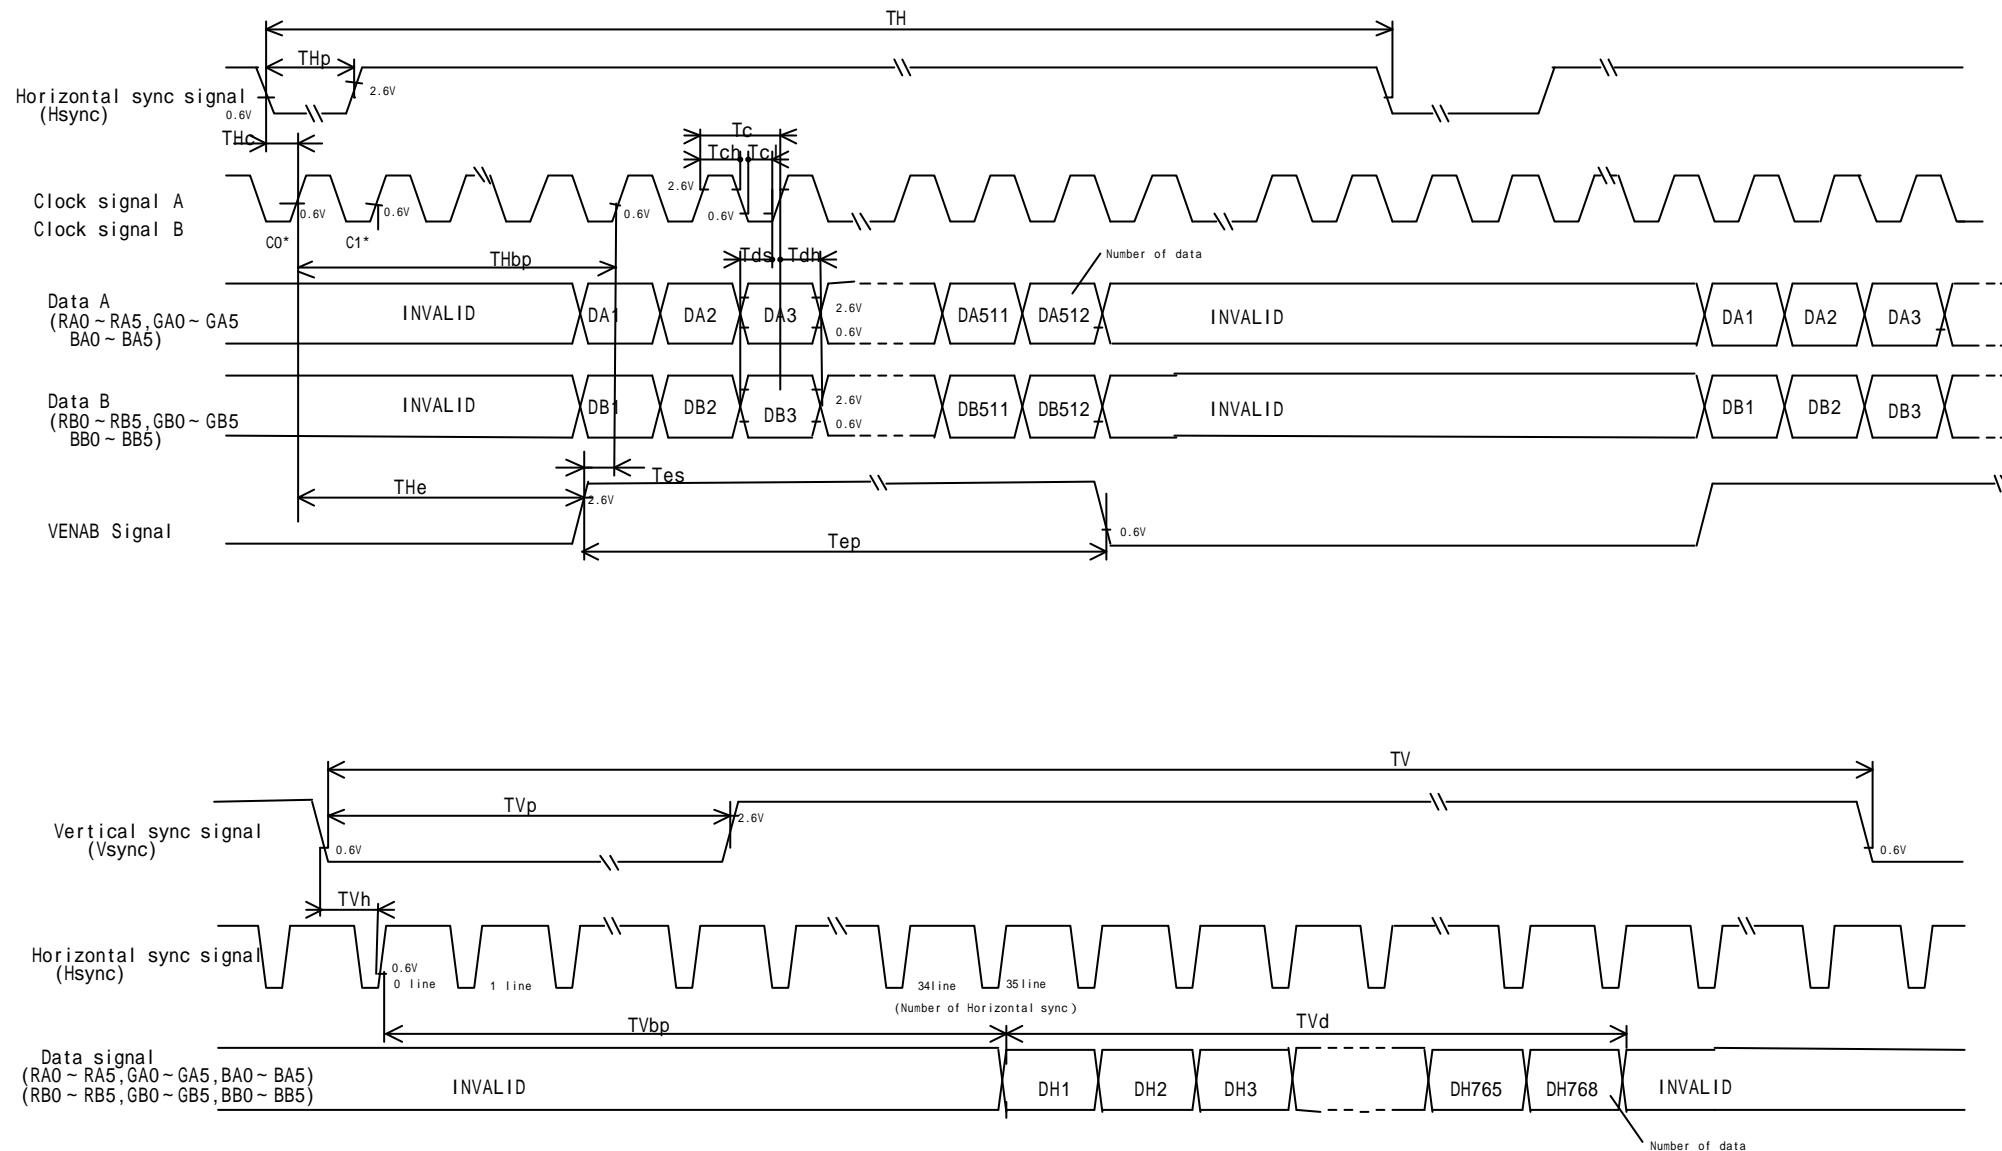 TH
THp
2.6V
Horizontal sync signal
(Hsync)
0.6V
THc
Tc
Tch
Tcl
2.6V
Clock signal A
0.6V
0.6V
0.6V
0.6V
Clock signal B
C0*
C1*
THbp
Tds
Tdh
Number of data
Data A
(RA0~RA5,GA0~GA5
BA0~BA5)
INVALID
DA1
DA2
DA3
2.6V
0.6V
DA511
DA512
INVALID
DA1
DA2
DA3
Data B
(RB0~RB5,GB0~GB5
BB0~BB5)
INVALID
DB1
DB2
DB3
2.6V
0.6V
DB511
DB512
INVALID
DB1
DB2
DB3
Tes
THe
2.6V
VENAB Signal
0.6V
Tep
TV
TVp
2.6V
Vertical sync signal
(Vsync)
0.6V
0.6V
TVh
Horizontal sync signal
(Hsync)
0.6V
0 line
1 line
34line
35line
(Number of Horizontal sync)
TVbp
TVd
Data signal
(RA0~RA5,GA0~GA5,BA0~BA5)
(RB0~RB5,GB0~GB5,BB0~BB5)
INVALID
DH1
DH2
DH3
DH765
DH768
INVALID
Number of data